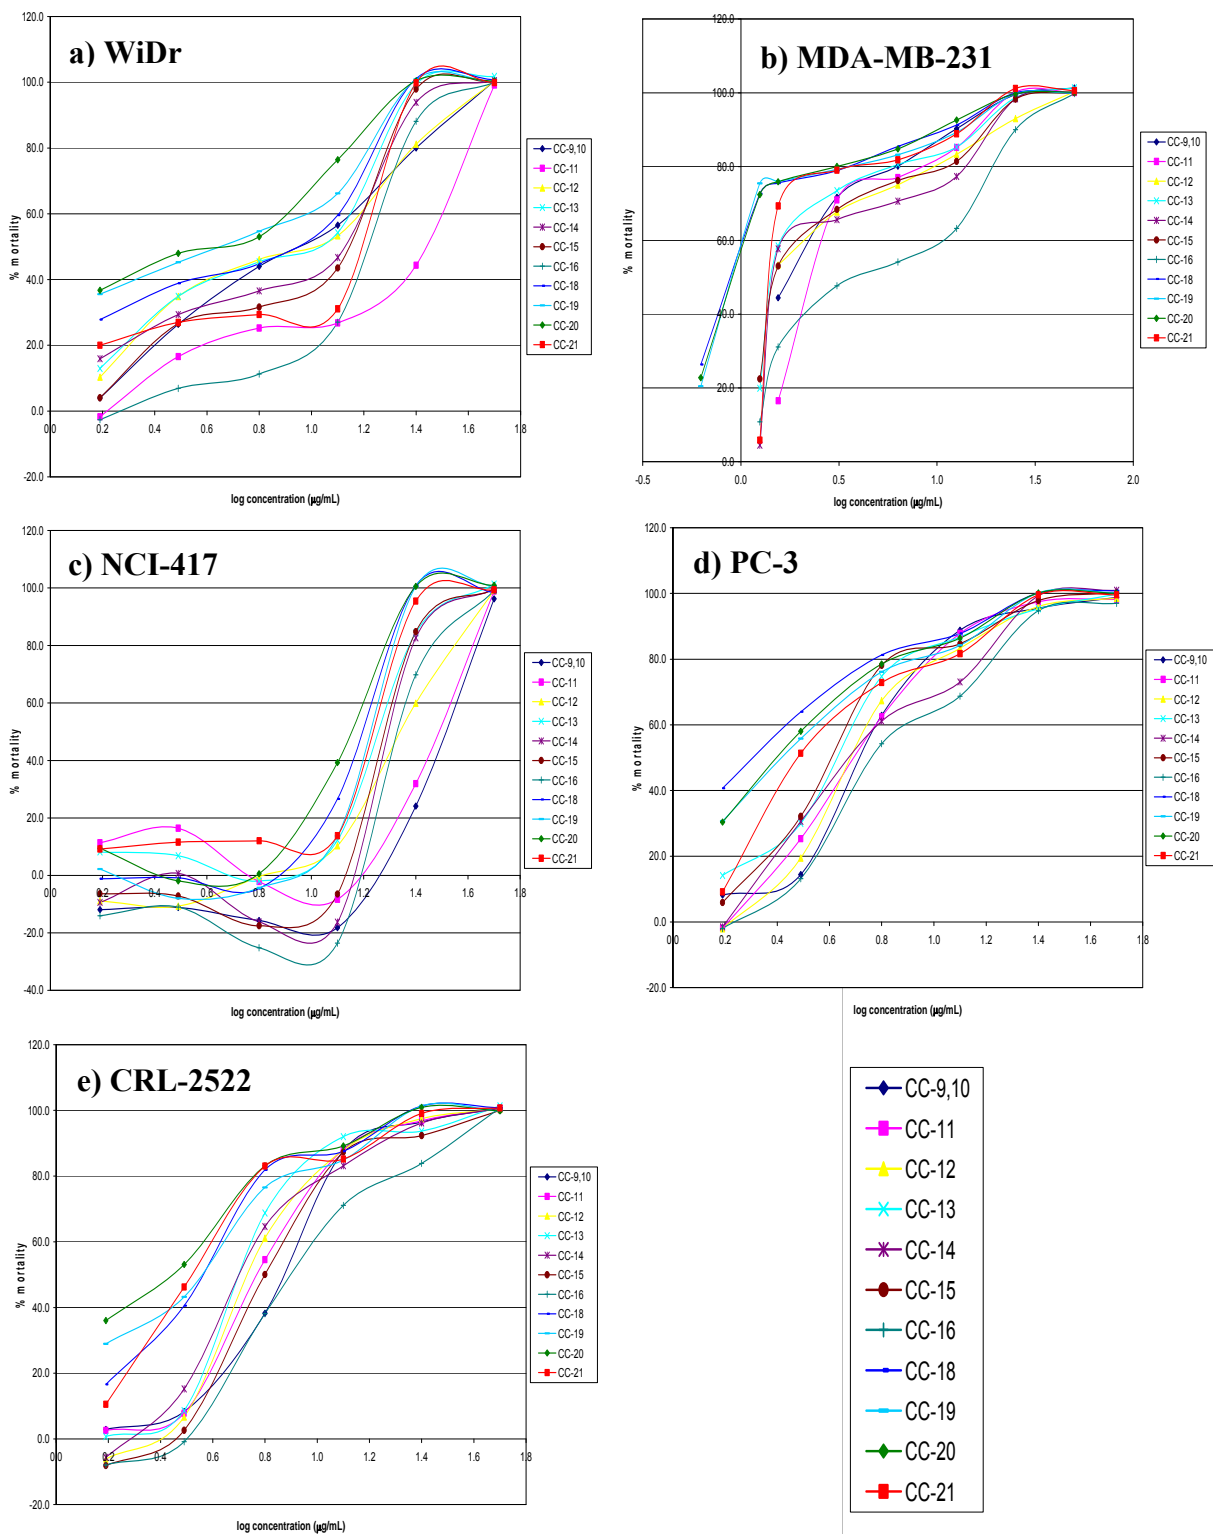 a) WiDr
120.0
100.0
80.0
60.0
40.0
20.0
0.0
-20.0
0.0 0.2 0.4 0.6 0.8 1.0 1.2 1.4 1.6 1.8
% mortality
log concentration (µg/mL)
CC-9,10
CC-11
CC-12
CC-13
CC-14
CC-15
CC-16
CC-18
CC-19
CC-20
CC-21
b) MDA-MB-231
120.0
100.0
80.0
60.0
40.0
20.0
0.0
-0.5 0.0 0.5 1.0 1.5 2.0
% mortality
log concentration (µg/mL)
CC-9,10
CC-11
CC-12
CC-13
CC-14
CC-15
CC-16
CC-18
CC-19
CC-20
CC-21
c) NCI-417
120.0
100.0
80.0
60.0
40.0
20.0
0.0
-20.0
-40.0
0.0 0.2 0.4 0.6 0.8 1.0 1.2 1.4 1.6 1.8
% mortality
log concentration (µg/mL)
CC-9,10
CC-11
CC-12
CC-13
CC-14
CC-15
CC-16
CC-18
CC-19
CC-20
CC-21
d) PC-3
120.0
100.0
80.0
60.0
40.0
20.0
0.0
-20.0
0.0 0.2 0.4 0.6 0.8 1.0 1.2 1.4 1.6 1.8
% mortality
log concentration (µg/mL)
CC-9,10
CC-11
CC-12
CC-13
CC-14
CC-15
CC-16
CC-18
CC-19
CC-20
CC-21
e) CRL-2522
120.0
100.0
80.0
60.0
40.0
20.0
0.0
-20.0
0.0 0.2 0.4 0.6 0.8 1.0 1.2 1.4 1.6 1.8
% mortality
log concentration (µg/mL)
CC-9,10
CC-11
CC-12
CC-13
CC-14
CC-15
CC-16
CC-18
CC-19
CC-20
CC-21
CC-9,10
CC-11
CC-12
CC-13
CC-14
CC-15
CC-16
CC-18
CC-19
CC-20
CC-21